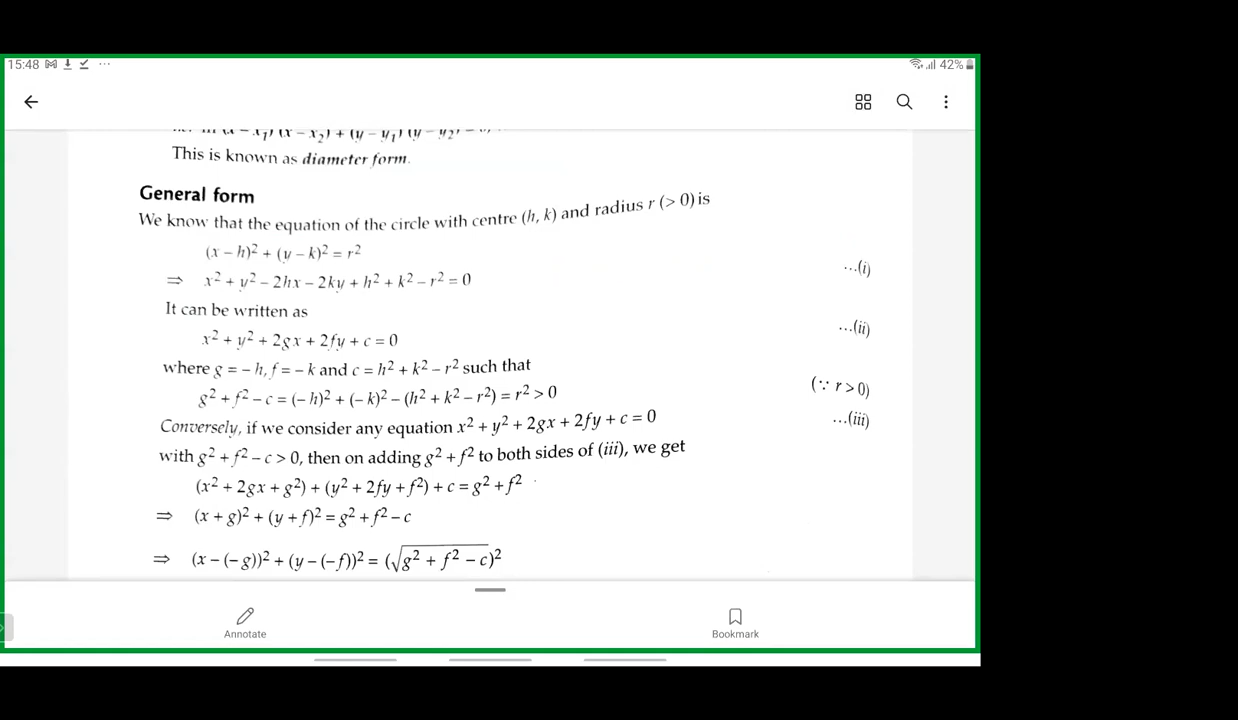 15:48
42%
This is known as diameter form.
General form
We know that the equation of the circle with centre (h, k) and radius r (> 0) is
(x – h)² + (y – k)² = r²
...(i)
⇒ x² + y² – 2hx – 2ky + h² + k² – r² = 0
It can be written as
...(ii)
x² + y² + 2gx + 2fy + c = 0
where g = – h, f = – k and c = h² + k² – r² such that
g² + f² – c = (– h)² + (– k)² – (h² + k² – r²) = r² > 0 (∵ r > 0)
Conversely, if we consider any equation x² + y² + 2gx + 2fy + c = 0 ...(iii)
with g² + f² – c > 0, then on adding g² + f² to both sides of (iii), we get
(x² + 2gx + g²) + (y² + 2fy + f²) + c = g² + f²
⇒ (x + g)² + (y + f)² = g² + f² – c
⇒ (x – (– g))² + (y – (– f))² = (√g² + f² – c)²
Annotate
Bookmark